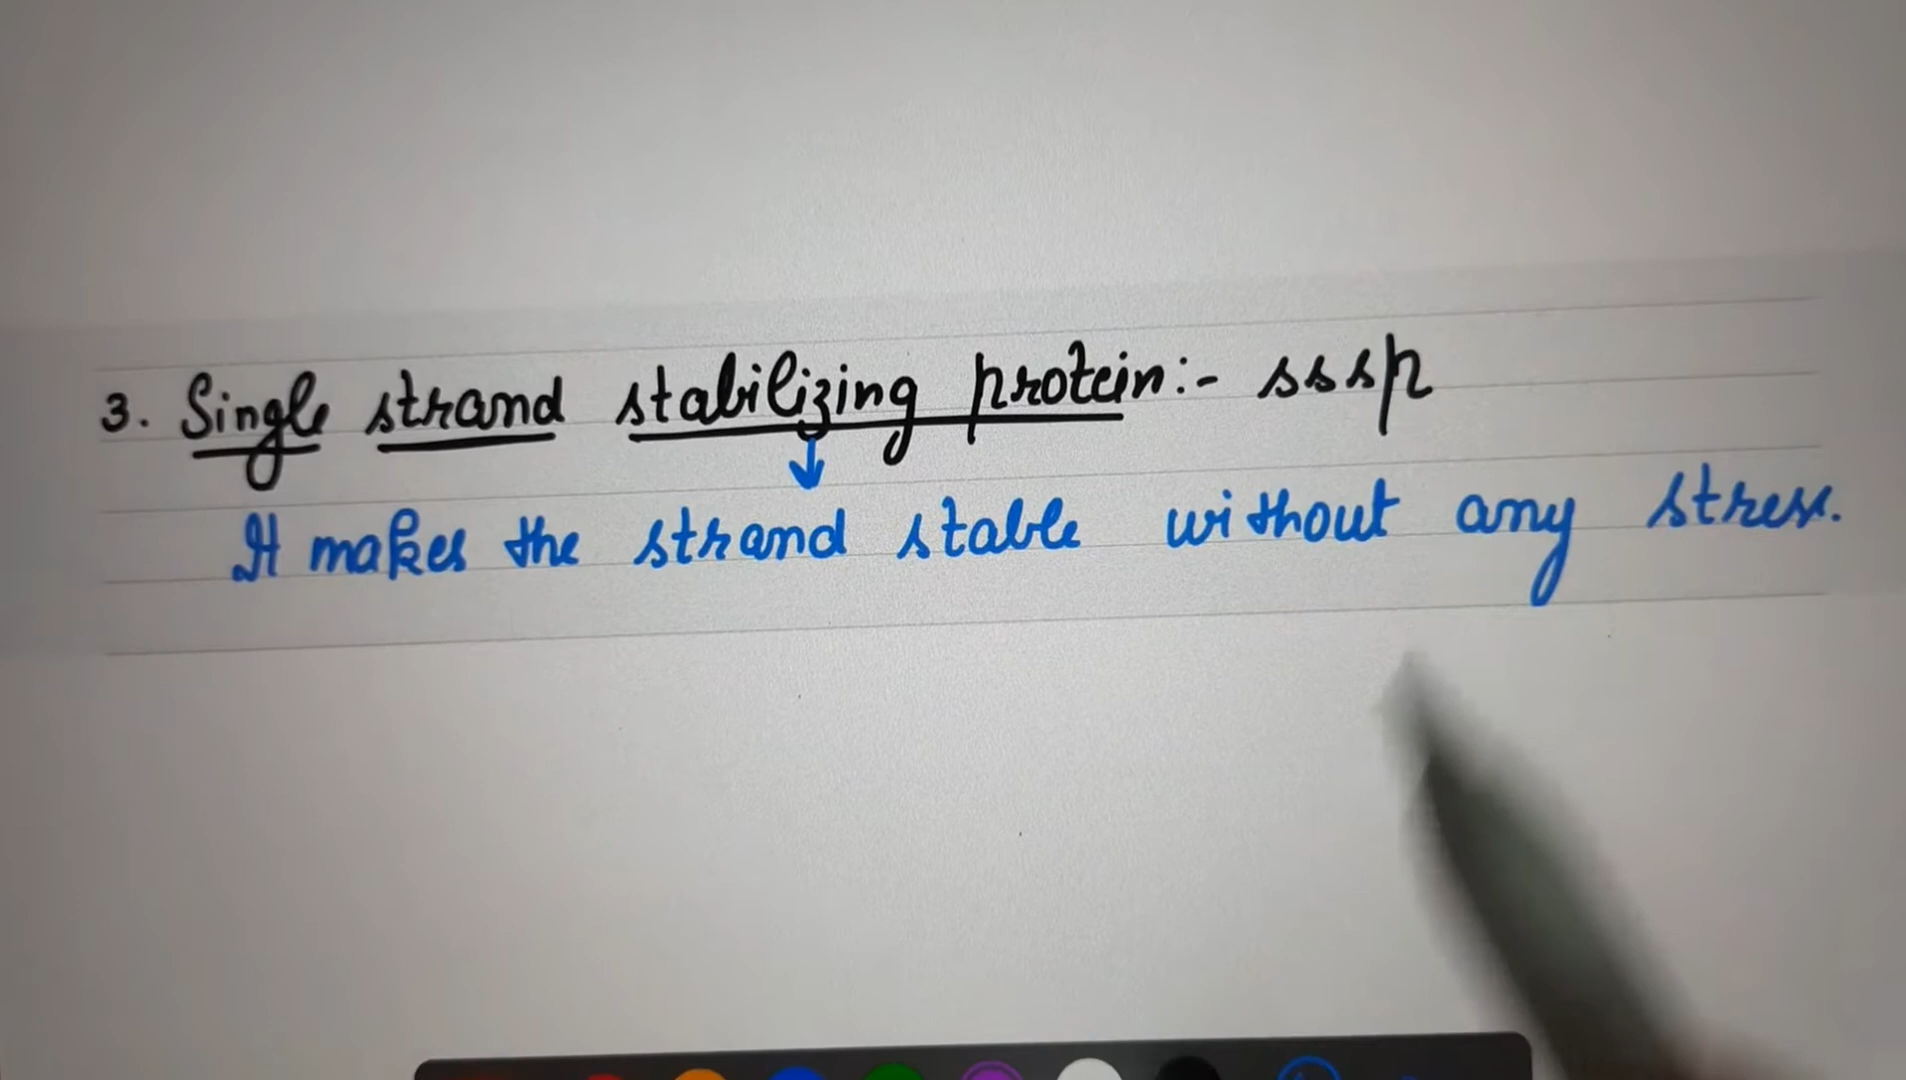 3. Single strand stabilizing protein:- sssp
It makes the strand stable without any stress.